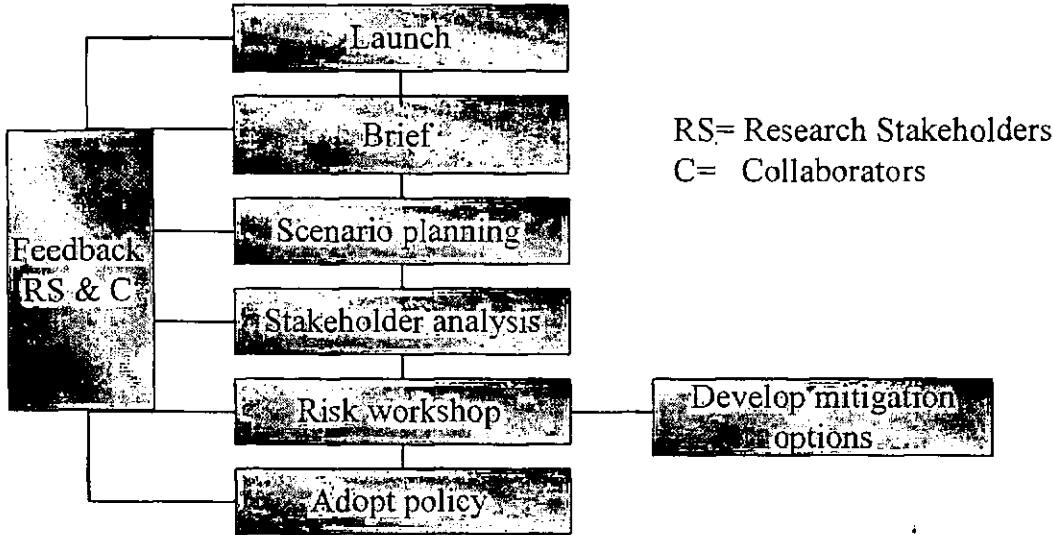 Launch
Brief
RS= Research Stakeholders
C= Collaborators
Scenario planning
Feedback
RS & C
Stakeholder analysis
Risk workshop
Develop mitigation
options
Adopt policy